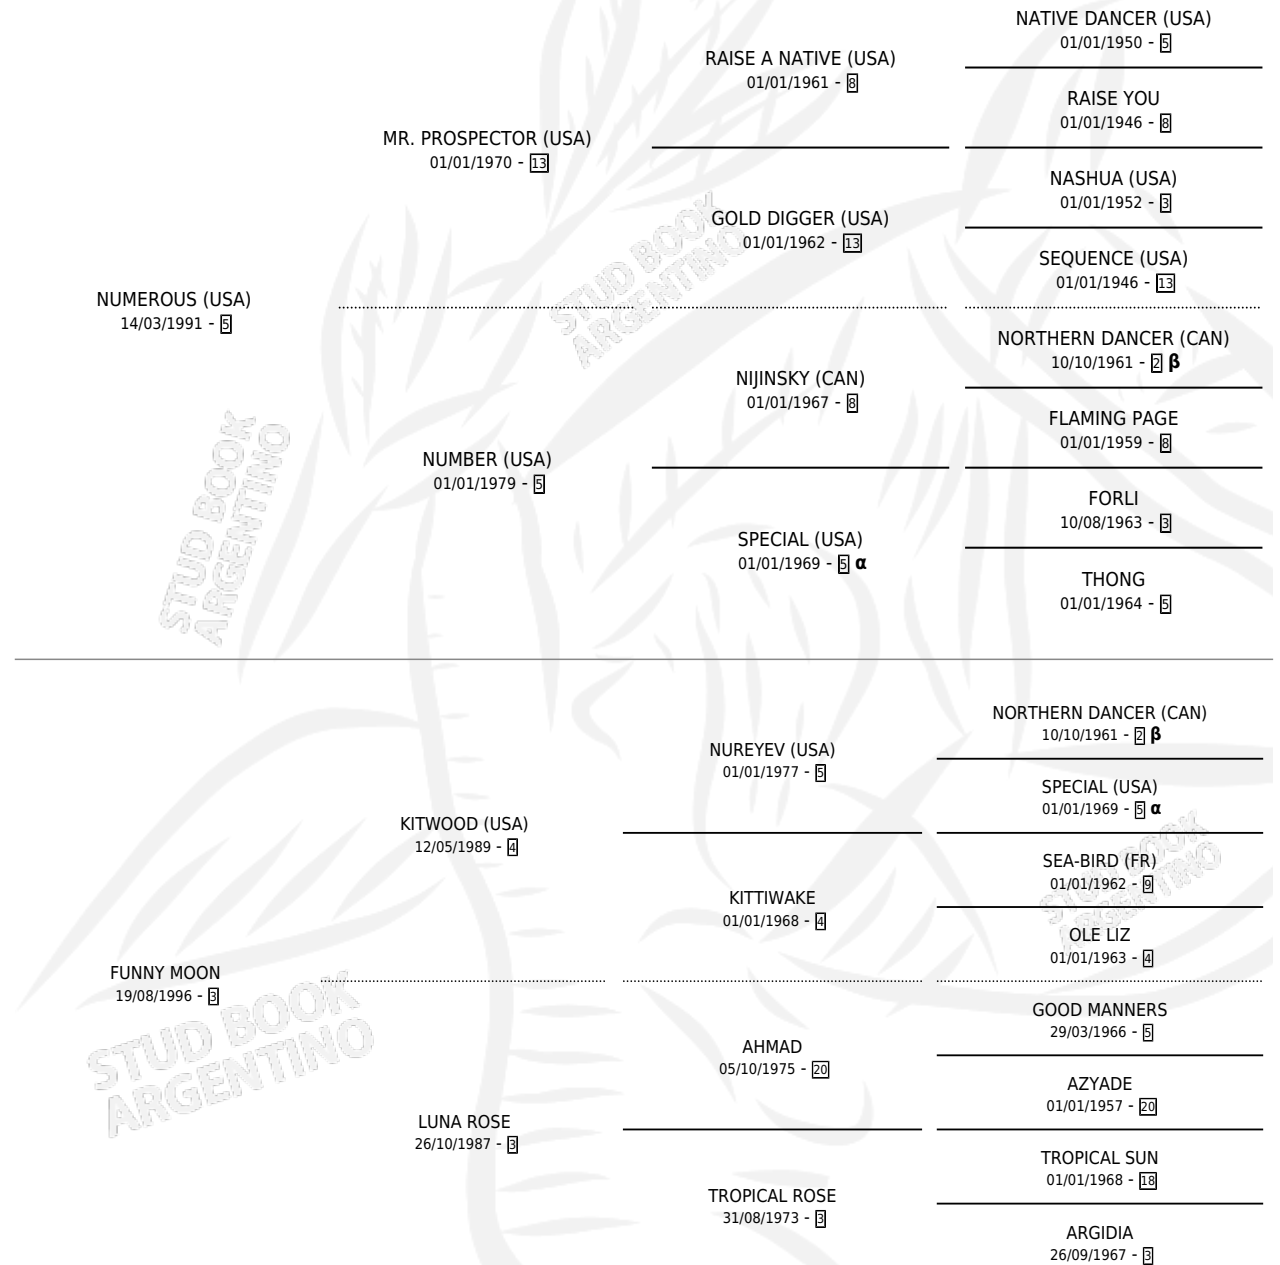 NATIVE DANCER (USA)
01/01/1950 - 5
RAISE A NATIVE (USA)
01/01/1961 - 8
RAISE YOU
01/01/1946 - 8
MR. PROSPECTOR (USA)
01/01/1970 - 13
NASHUA (USA)
01/01/1952 - 3
GOLD DIGGER (USA)
01/01/1962 - 13
SEQUENCE (USA)
01/01/1946 - 13
NUMEROUS (USA)
14/03/1991 - 5
NORTHERN DANCER (CAN)
10/10/1961 - 2 β
NIJINSKY (CAN)
01/01/1967 - 8
FLAMING PAGE
01/01/1959 - 8
NUMBER (USA)
01/01/1979 - 5
FORLI
10/08/1963 - 3
SPECIAL (USA)
01/01/1969 - 5 α
THONG
01/01/1964 - 5
NORTHERN DANCER (CAN)
10/10/1961 - 2 β
NUREYEV (USA)
01/01/1977 - 5
SPECIAL (USA)
01/01/1969 - 5 α
KITWOOD (USA)
12/05/1989 - 4
SEA-BIRD (FR)
01/01/1962 - 9
KITTIWAKE
01/01/1968 - 4
OLE LIZ
01/01/1963 - 4
FUNNY MOON
19/08/1996 - 3
GOOD MANNERS
29/03/1966 - 5
AHMAD
05/10/1975 - 20
AZYADE
01/01/1957 - 20
LUNA ROSE
26/10/1987 - 3
TROPICAL SUN
01/01/1968 - 18
TROPICAL ROSE
31/08/1973 - 3
ARGIDIA
26/09/1967 - 3
STUD BOOK
ARGENTINO
STUD BOOK
ARGENTINO
STUD BOOK
ARGENTINO
STUD BOOK
ARGENTINO